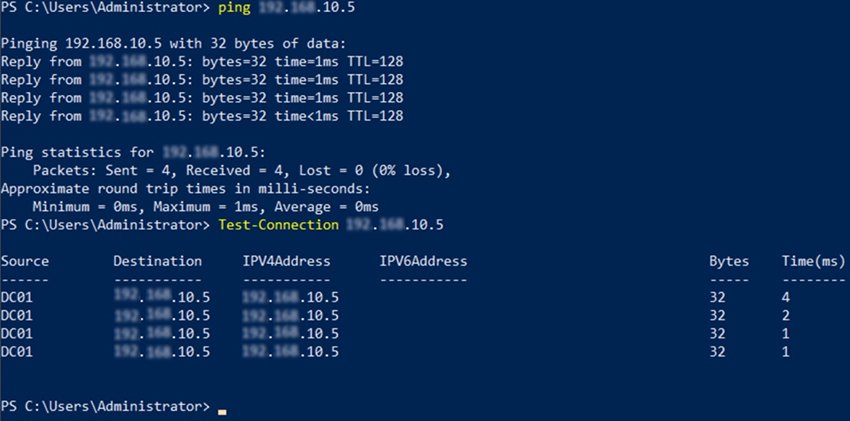 PS C:\Users\Administrator> ping 192.168.10.5
Pinging 192.168.10.5 with 32 bytes of data:
Reply from 192.168.10.5: bytes=32 time=1ms TTL=128
Reply from 192.168.10.5: bytes=32 time=1ms TTL=128
Reply from 192.168.10.5: bytes=32 time=1ms TTL=128
Reply from 192.168.10.5: bytes=32 time<1ms TTL=128
Ping statistics for 192.168.10.5:
Packets: Sent = 4, Received = 4, Lost = 0 (0% loss),
Approximate round trip times in milli-seconds:
Minimum = 0ms, Maximum = 1ms, Average = 0ms
PS C:\Users\Administrator> Test-Connection 192.168.10.5
Source Destination IPV4Address IPV6Address Bytes Time(ms)
------ ----------- ----------- ----------- ----- --------
DC01 192.168.10.5 192.168.10.5 32 4
DC01 192.168.10.5 192.168.10.5 32 2
DC01 192.168.10.5 192.168.10.5 32 1
DC01 192.168.10.5 192.168.10.5 32 1
PS C:\Users\Administrator>